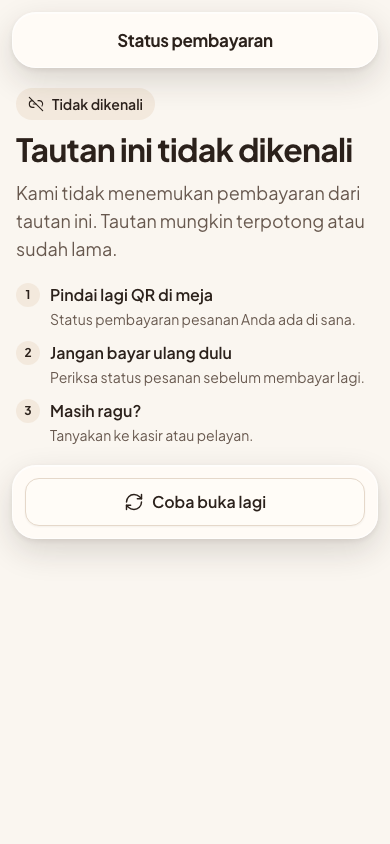 Status pembayaran
Tidak dikenali
Tautan ini tidak dikenali
Kami tidak menemukan pembayaran dari
tautan ini. Tautan mungkin terpotong atau
sudah lama.
1 Pindai lagi QR di meja
Status pembayaran pesanan Anda ada di sana.
2 Jangan bayar ulang dulu
Periksa status pesanan sebelum membayar lagi.
3 Masih ragu?
Tanyakan ke kasir atau pelayan.
Coba buka lagi